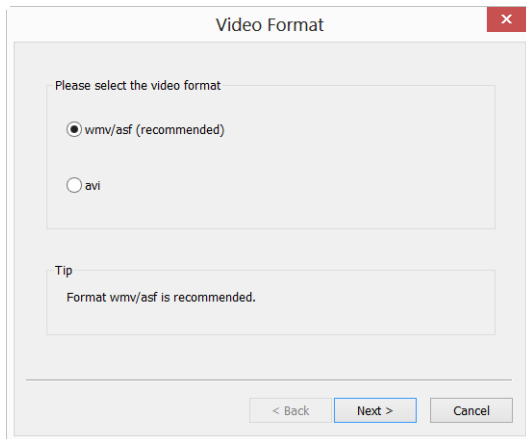 Video Format
Please select the video format
wmv/asf (recommended)
avi
Tip
Format wmv/asf is recommended.
< Back Next > Cancel